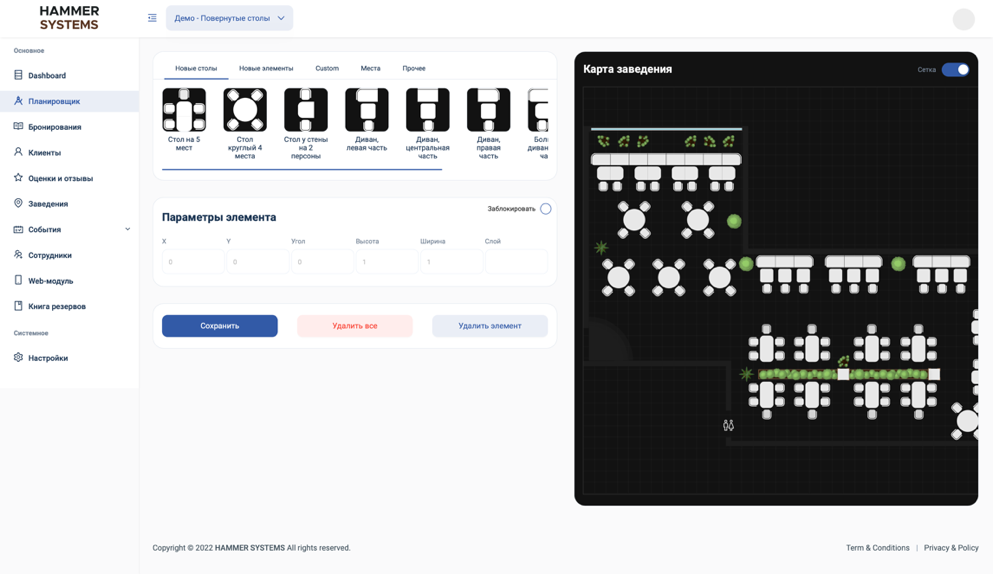 HAMMER
SYSTEMS
Демо - Повернутые столы
Основное
Dashboard
Планировщик
Бронирования
Клиенты
Оценки и отзывы
Заведения
События
Сотрудники
Web-модуль
Книга резервов
Системное
Настройки
Новые столы
Новые элементы
Custom
Места
Прочее
Стол на 5
мест
Стол
круглый 4
места
Стол у стены
на 2
персоны
Диван,
левая часть
Диван,
центральная
часть
Диван,
правая
часть
Бол
диван
ча
Заблокировать
Параметры элемента
X
Y
Угол
Высота
Ширина
Слой
0
0
0
1
1
Сохранить
Удалить все
Удалить элемент
Карта заведения
Сетка
Copyright © 2022 HAMMER SYSTEMS All rights reserved.
Term & Conditions | Privacy & Policy